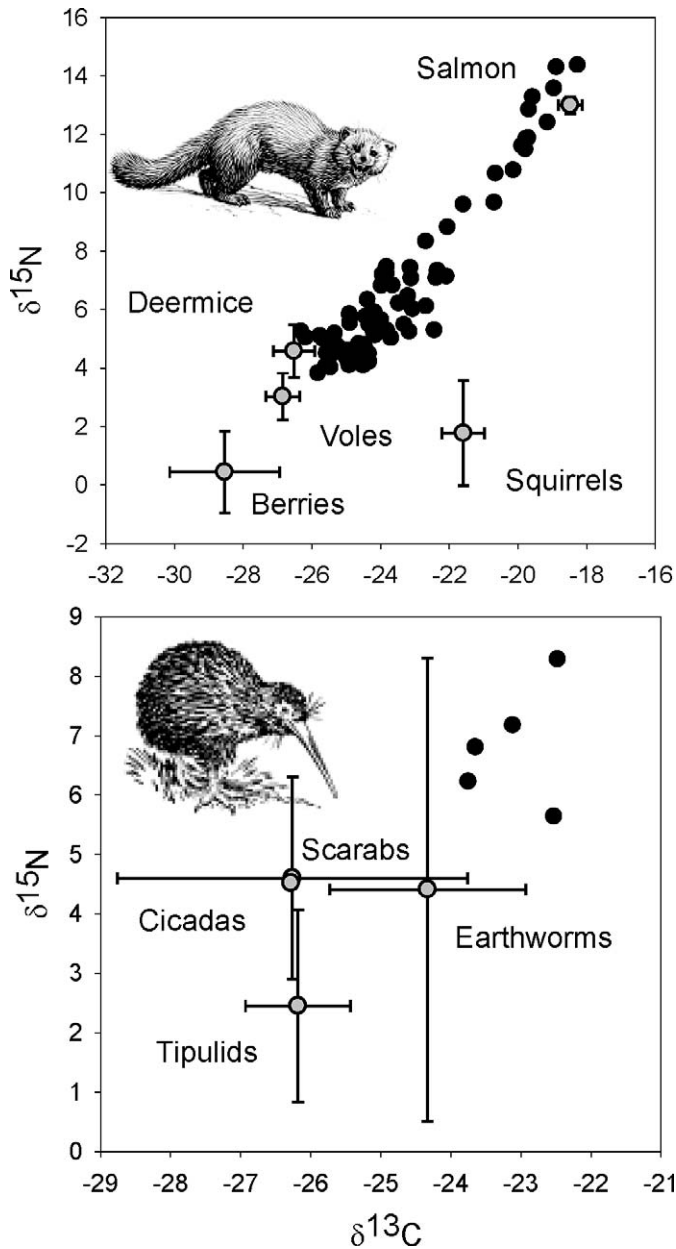 16
Salmon
14
12
10
δ15N
8
Deermice
6
4
2
Voles
Squirrels
0
Berries
-2
-32 -30 -28 -26 -24 -22 -20 -18 -16
9
8
7
6
5
Scarabs
δ15N
Cicadas
4
Earthworms
3
2
Tipulids
1
0
-29 -28 -27 -26 -25 -24 -23 -22 -21
δ13C